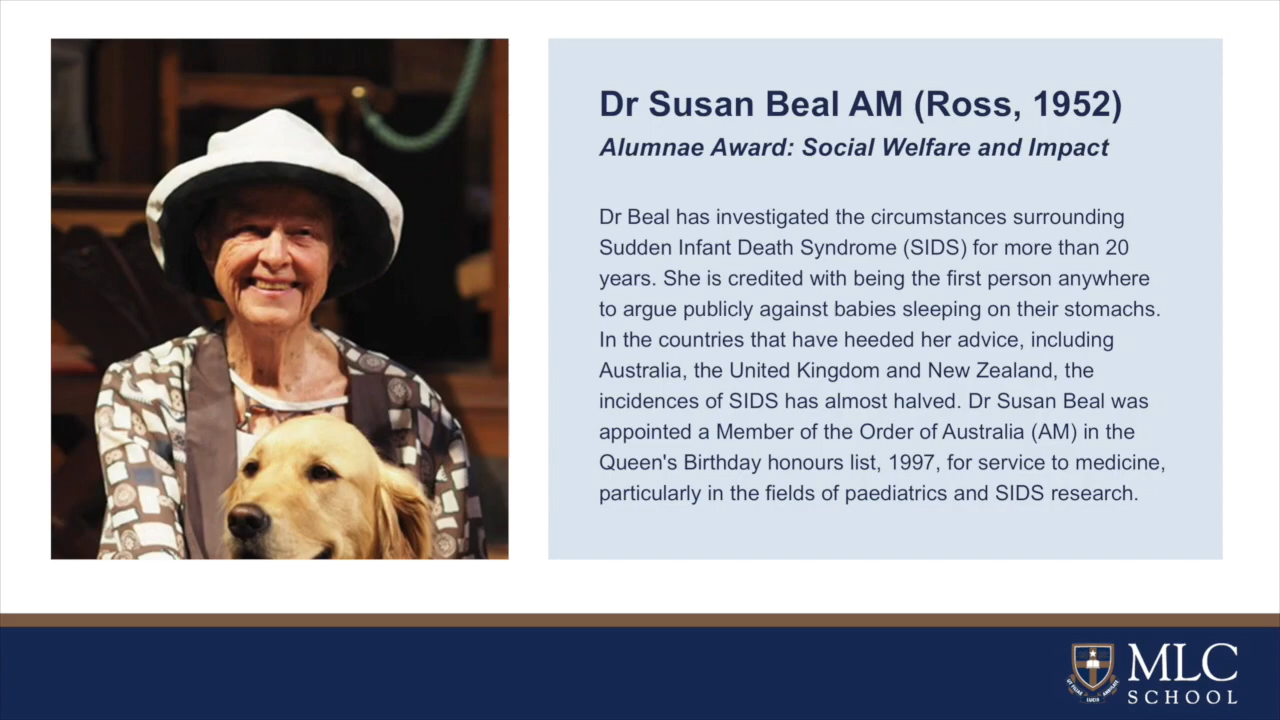 Dr Susan Beal AM (Ross, 1952)
Alumnae Award: Social Welfare and Impact
Dr Beal has investigated the circumstances surrounding
Sudden Infant Death Syndrome (SIDS) for more than 20
years. She is credited with being the first person anywhere
to argue publicly against babies sleeping on their stomachs.
In the countries that have heeded her advice, including
Australia, the United Kingdom and New Zealand, the
incidences of SIDS has almost halved. Dr Susan Beal was
appointed a Member of the Order of Australia (AM) in the
Queen's Birthday honours list, 1997, for service to medicine,
particularly in the fields of paediatrics and SIDS research.
MLC
SCHOOL